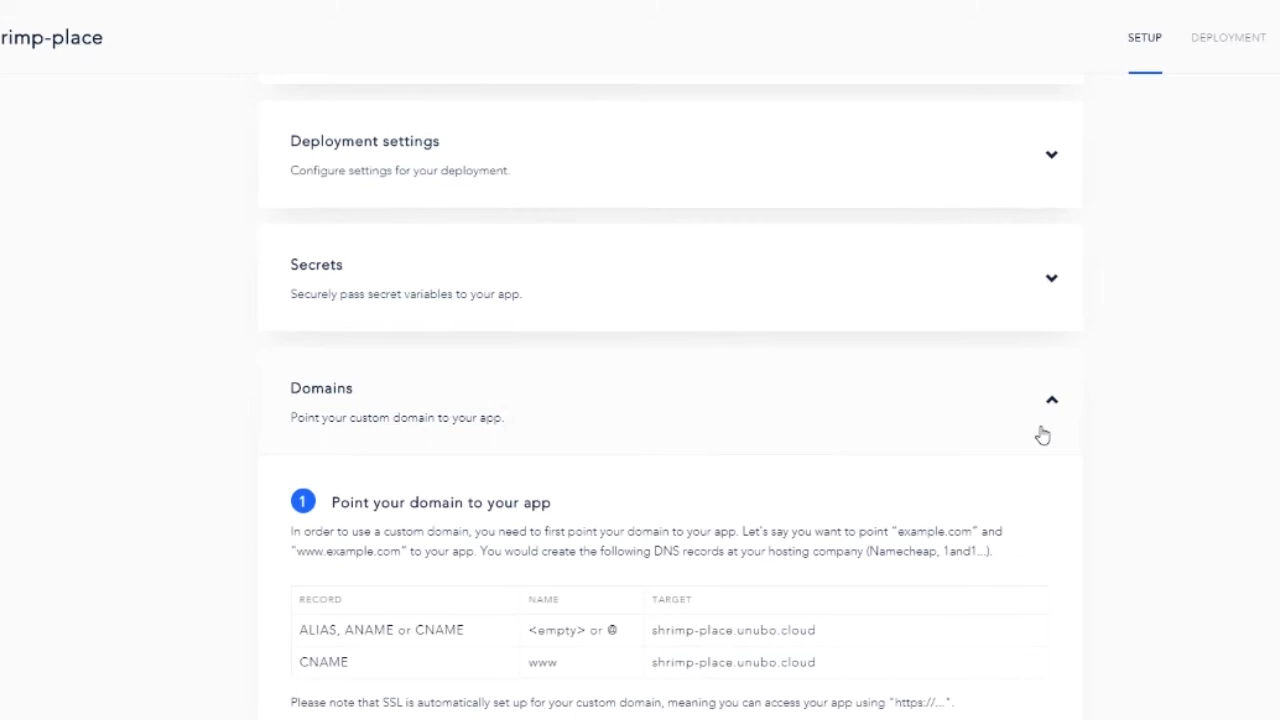 rimp-place
SETUP DEPLOYMENT
Deployment settings
Configure settings for your deployment.
Secrets
Securely pass secret variables to your app.
Domains
Point your custom domain to your app.
1 Point your domain to your app
In order to use a custom domain, you need to first point your domain to your app. Let's say you want to point "example.com" and
"www.example.com" to your app. You would create the following DNS records at your hosting company (Namecheap, 1and1...).
RECORD NAME TARGET
ALIAS, ANAME or CNAME <empty> or @ shrimp-place.unubo.cloud
CNAME www shrimp-place.unubo.cloud
Please note that SSL is automatically set up for your custom domain, meaning you can access your app using "https://...".